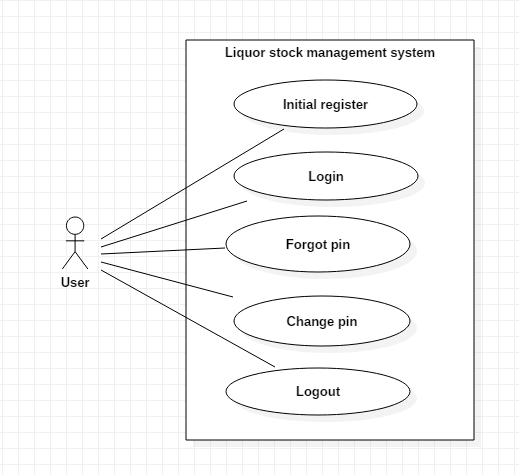 Liquor stock management system
Initial register
Login
Forgot pin
User
Change pin
Logout